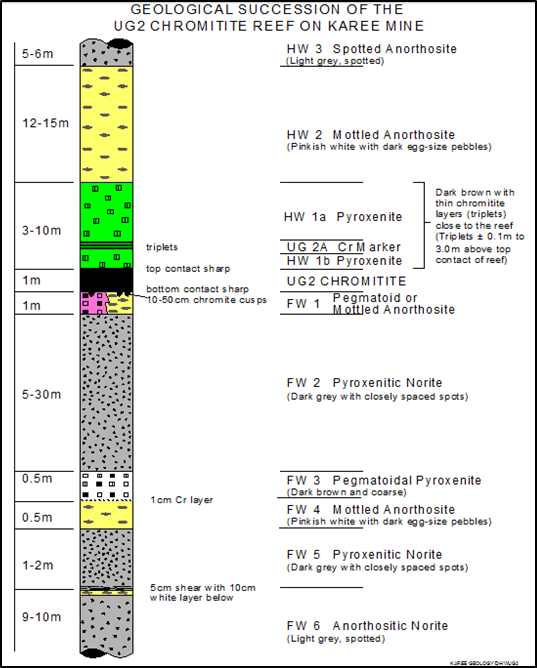 GEOLOGICAL SUCCESSION OF THE
UG2 CHROMITITE REEF ON KAREE MINE
5-6m
HW 3 Spotted Anorthosite
(Light grey, spotted)
12-15m
HW 2 Mottled Anorthosite
(Pinkish white with dark egg-size pebbles)
3-10m
HW 1a Pyroxenite
Dark brown with
thin chromitite
layers (triplets)
close to the reef
(Triplets ± 0.1m to
3.0m above top
contact of reef)
triplets
UG 2A Cr Marker
HW 1b Pyroxenite
top contact sharp
1m
UG2 CHROMITITE
bottom contact sharp
10-50cm chromite cusps
1m
FW 1 Pegmatoid or
Mottled Anorthosite
5-30m
FW 2 Pyroxenitic Norite
(Dark grey with closely spaced spots)
0.5m
FW 3 Pegmatoidal Pyroxenite
(Dark brown and coarse)
1cm Cr layer
0.5m
FW 4 Mottled Anorthosite
(Pinkish white with dark egg-size pebbles)
1-2m
FW 5 Pyroxenitic Norite
(Dark grey with closely spaced spots)
5cm shear with 10cm
white layer below
9-10m
FW 6 Anorthositic Norite
(Light grey, spotted)
KAREE GEOLOGY